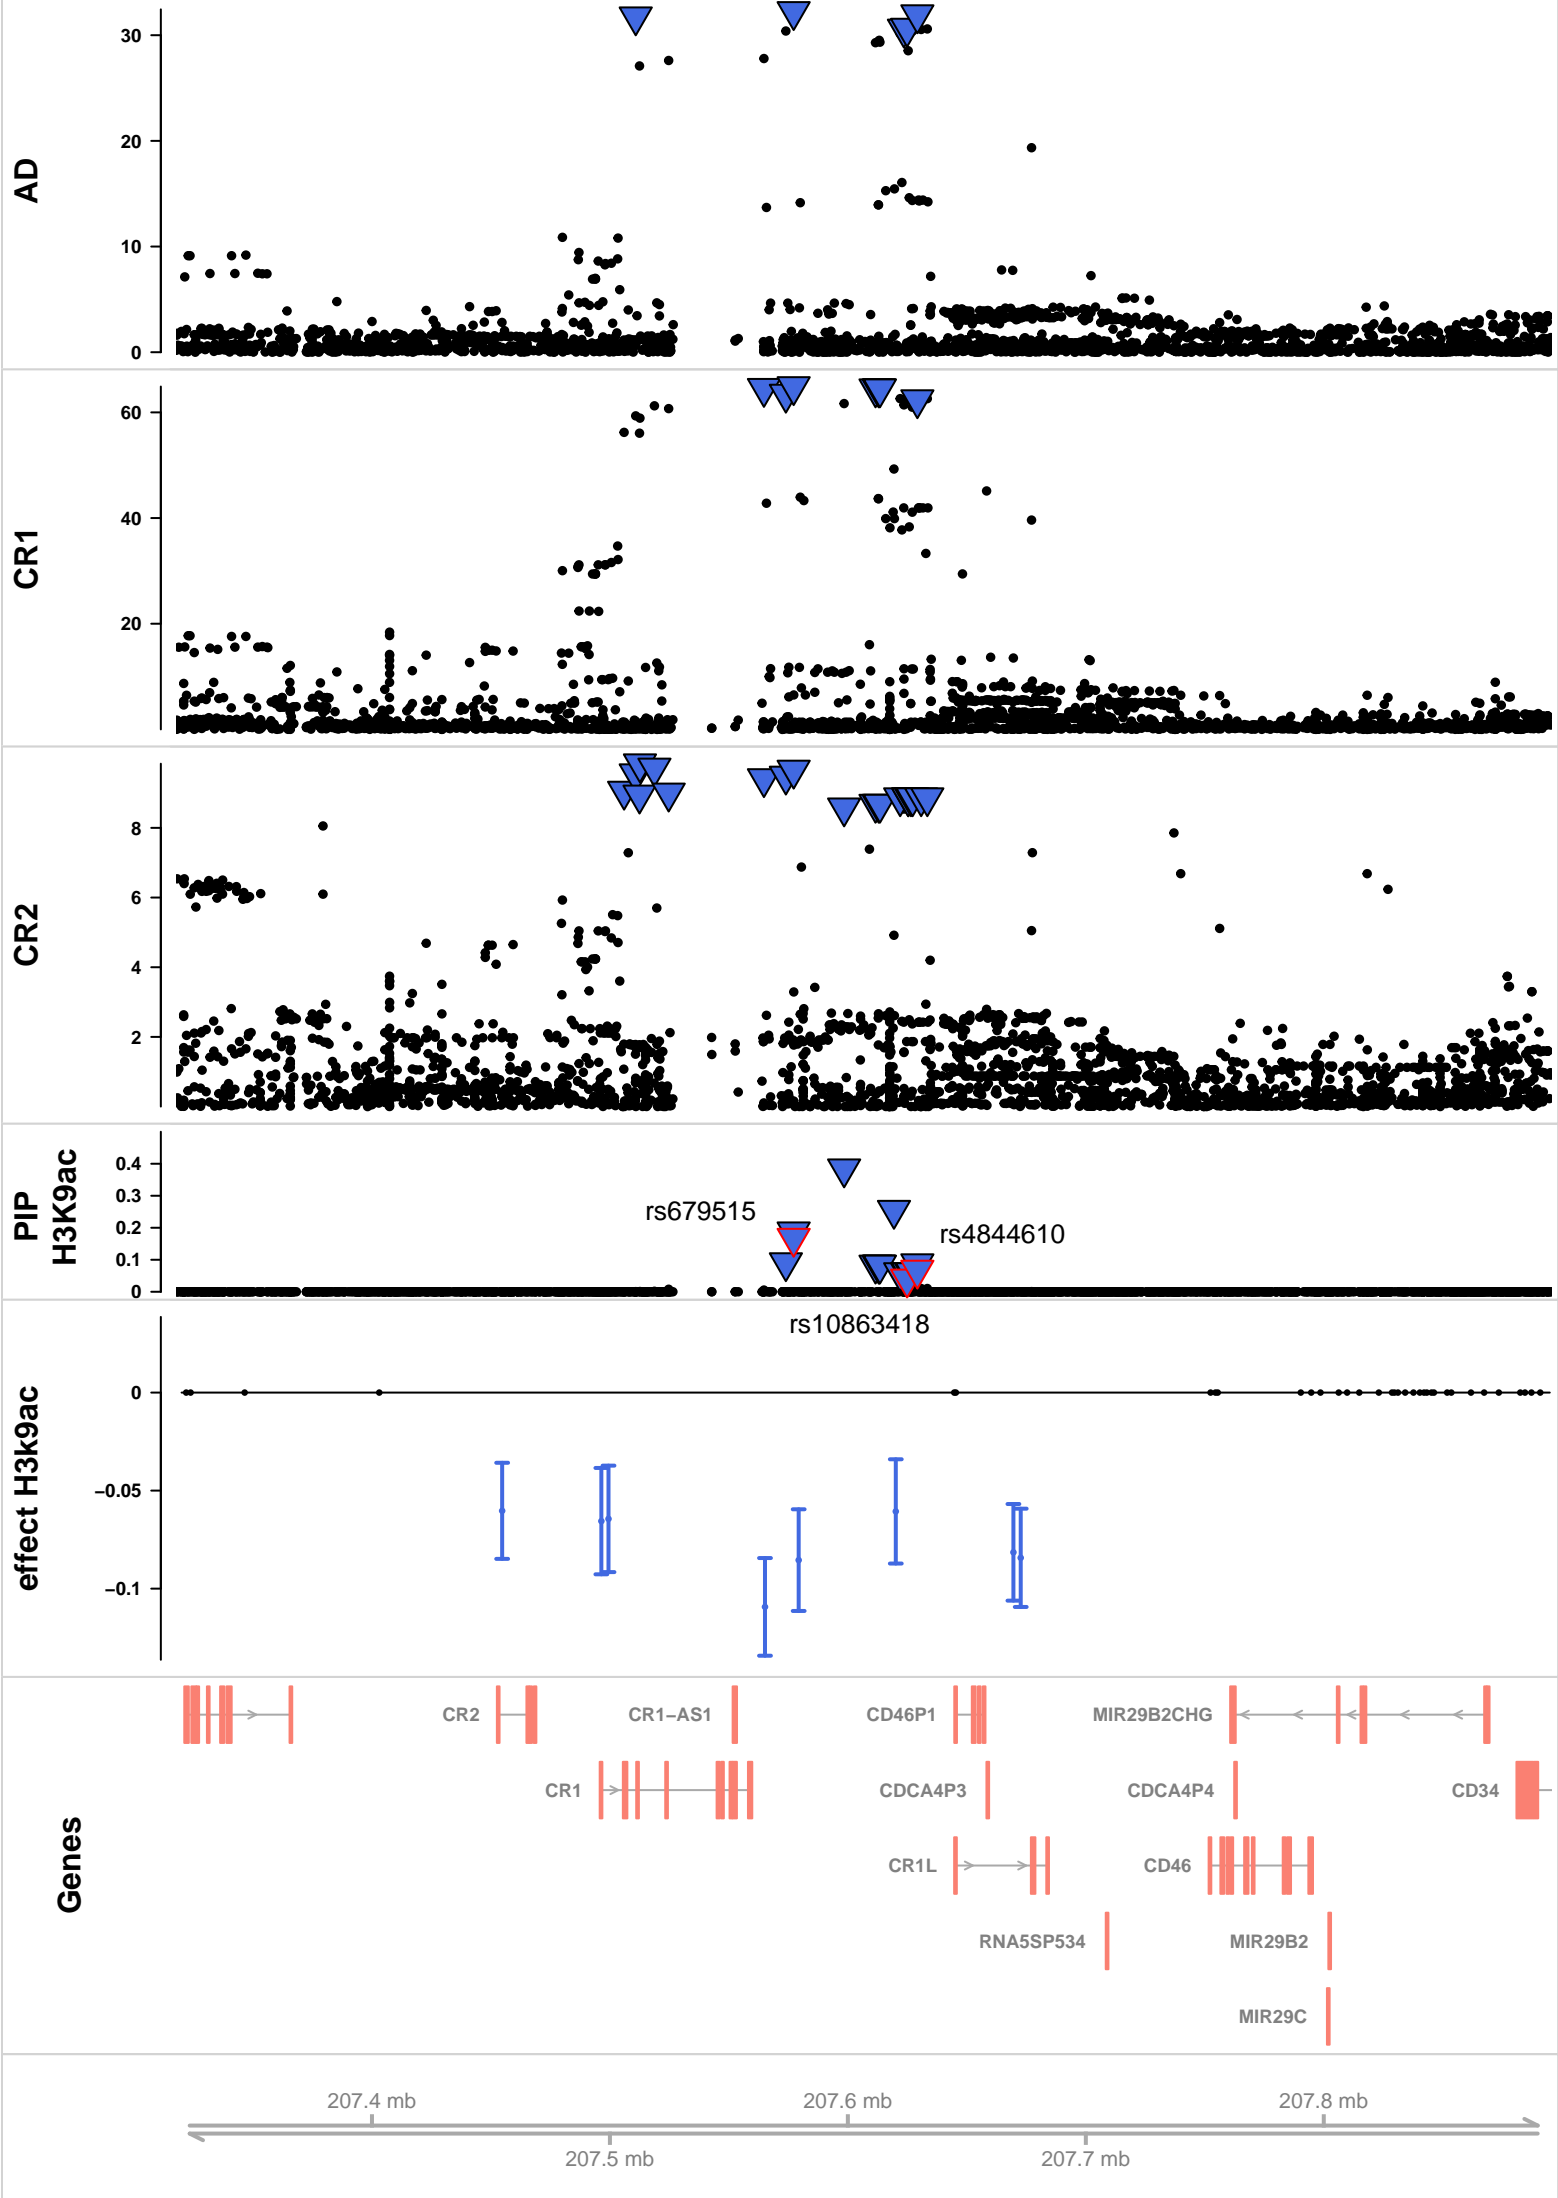 AD
30
20
10
0
CR1
60
40
20
CR2
8
6
4
2
PIP
H3K9ac
0.4
0.3
0.2
0.1
0
rs679515
rs4844610
rs10863418
effect H3k9ac
0
−0.05
−0.1
Genes
CR2
CR1−AS1
CD46P1
MIR29B2CHG
CR1
CDCA4P3
CDCA4P4
CD34
CR1L
CD46
RNA5SP534
MIR29B2
MIR29C
207.4 mb
207.6 mb
207.8 mb
207.5 mb
207.7 mb